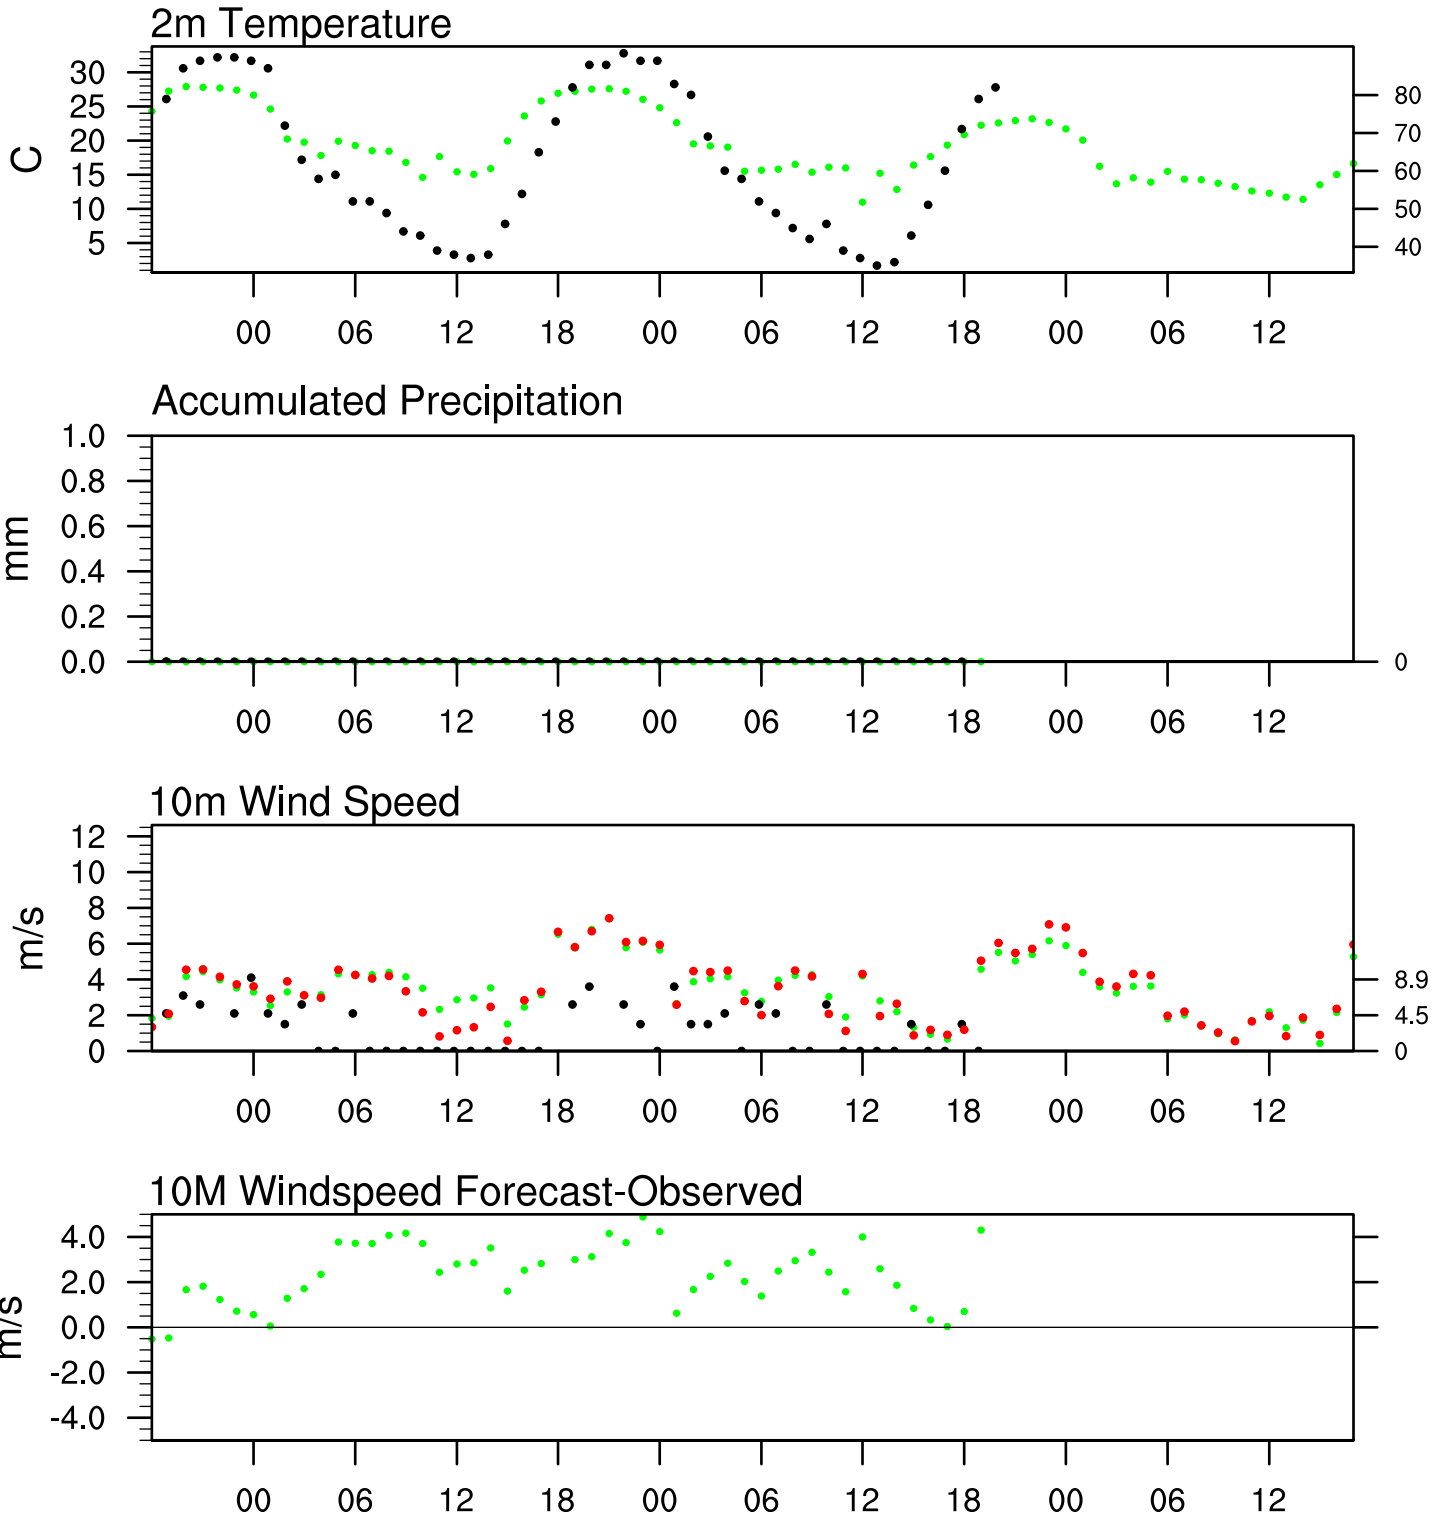 2m Temperature
30
25
20
15
10
5
C
80
70
60
50
40
00 06 12 18 00 06 12 18 00 06 12
Accumulated Precipitation
1.0
0.8
0.6
0.4
0.2
0.0
mm
0
00 06 12 18 00 06 12 18 00 06 12
10m Wind Speed
12
10
8
6
4
2
0
m/s
8.9
4.5
0
00 06 12 18 00 06 12 18 00 06 12
10M Windspeed Forecast-Observed
4.0
2.0
0.0
-2.0
-4.0
m/s
00 06 12 18 00 06 12 18 00 06 12